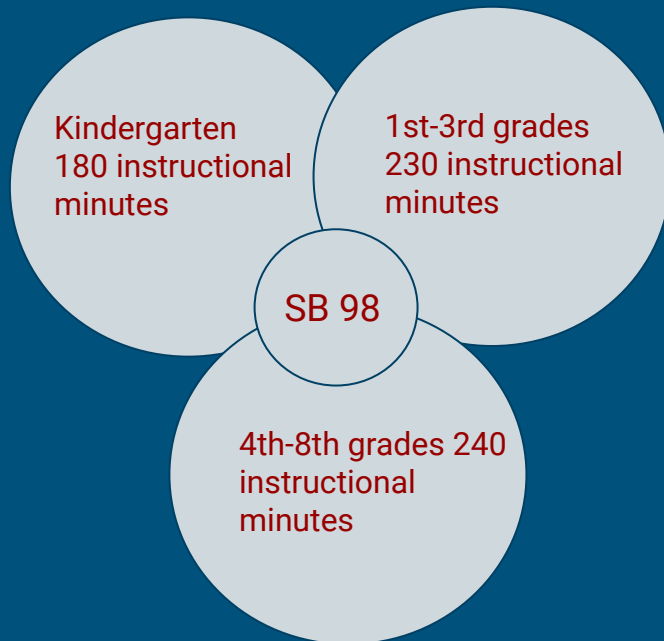 Kindergarten
180 instructional
minutes
1st-3rd grades
230 instructional
minutes
SB 98
4th-8th grades 240
instructional
minutes